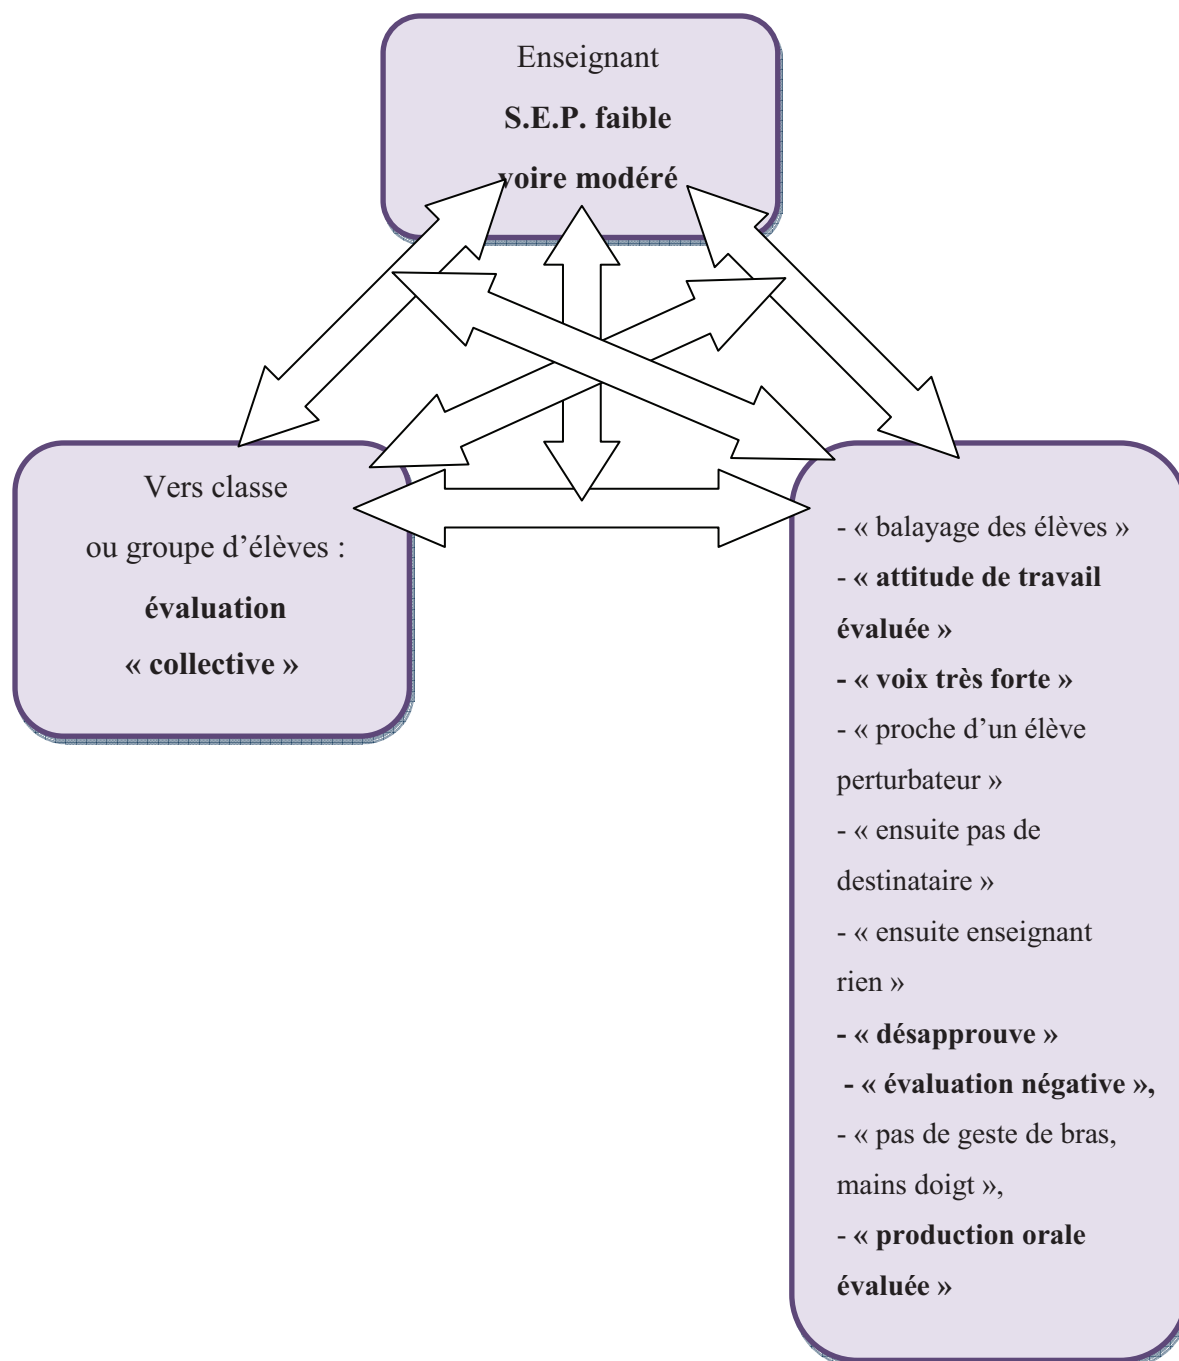 Enseignant
S.E.P. faible
voire modéré
Vers classe
ou groupe d’élèves :
évaluation
« collective »
- « balayage des élèves »
- « attitude de travail
évaluée »
- « voix très forte »
- « proche d’un élève
perturbateur »
- « ensuite pas de
destinataire »
- « ensuite enseignant
rien »
- « désapprouve »
- « évaluation négative »,
- « pas de geste de bras,
mains doigt »,
- « production orale
évaluée »